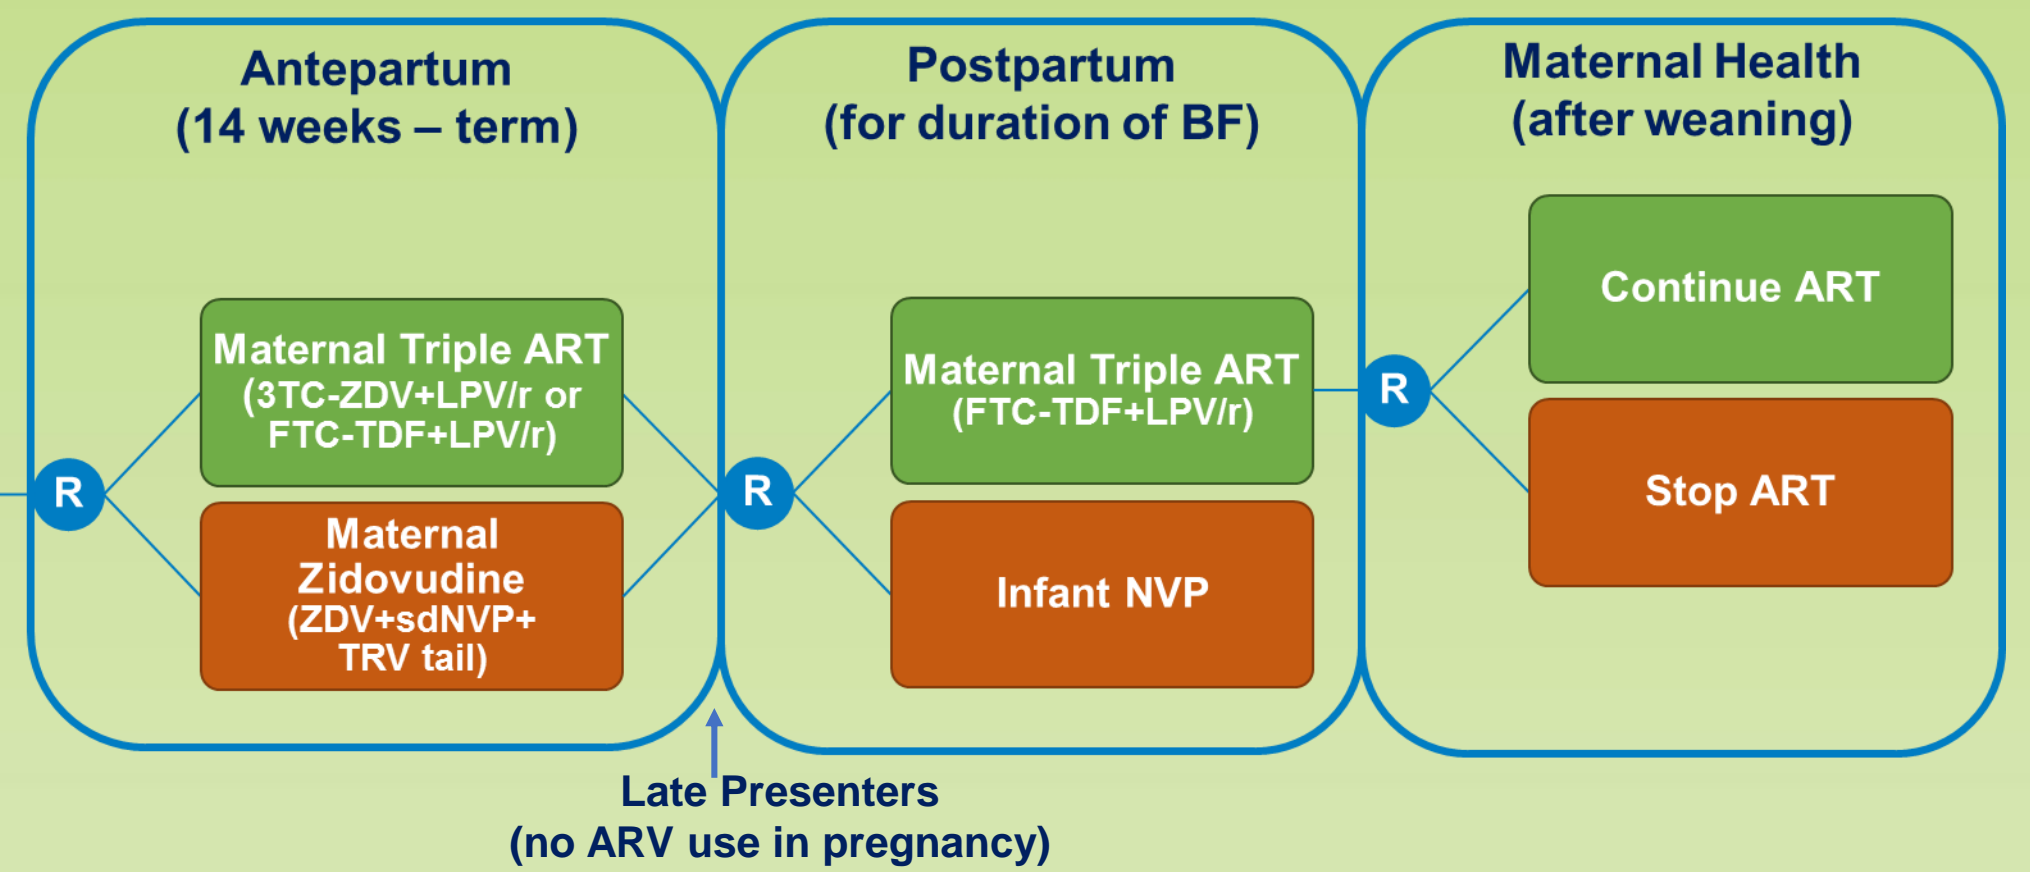 Antepartum
(14 weeks – term)
R
Maternal Triple ART
(3TC-ZDV+LPV/r or
FTC-TDF+LPV/r)
Maternal
Zidovudine
(ZDV+sdNVP+
TRV tail)
Postpartum
(for duration of BF)
R
Maternal Triple ART
(FTC-TDF+LPV/r)
Infant NVP
Maternal Health
(after weaning)
R
Continue ART
Stop ART
Late Presenters
(no ARV use in pregnancy)